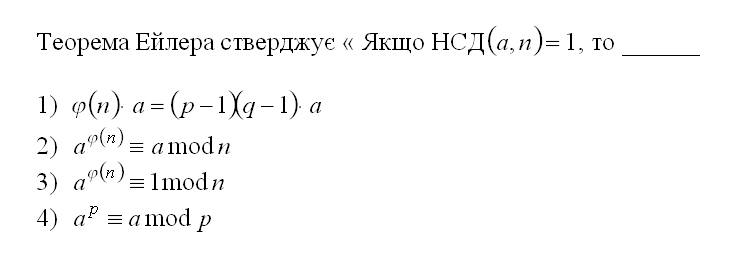 Теорема Ейлера стверджує « Якщо НСД(a, n)= 1, то ______
1) φ(n)· a = (p − 1)(q − 1)· a
2) a^φ(n) ≡ a mod n
3) a^φ(n) ≡ 1 mod n
4) a^p ≡ a mod p